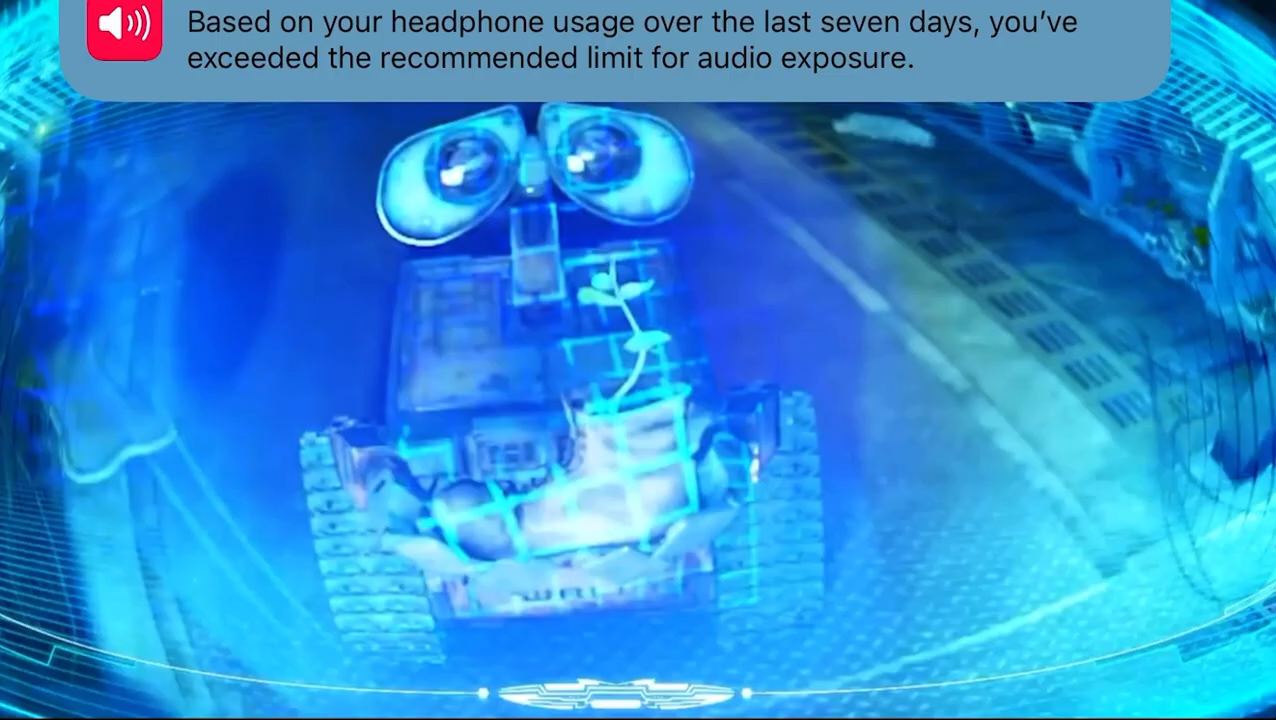 Based on your headphone usage over the last seven days, you’ve
exceeded the recommended limit for audio exposure.
WALL